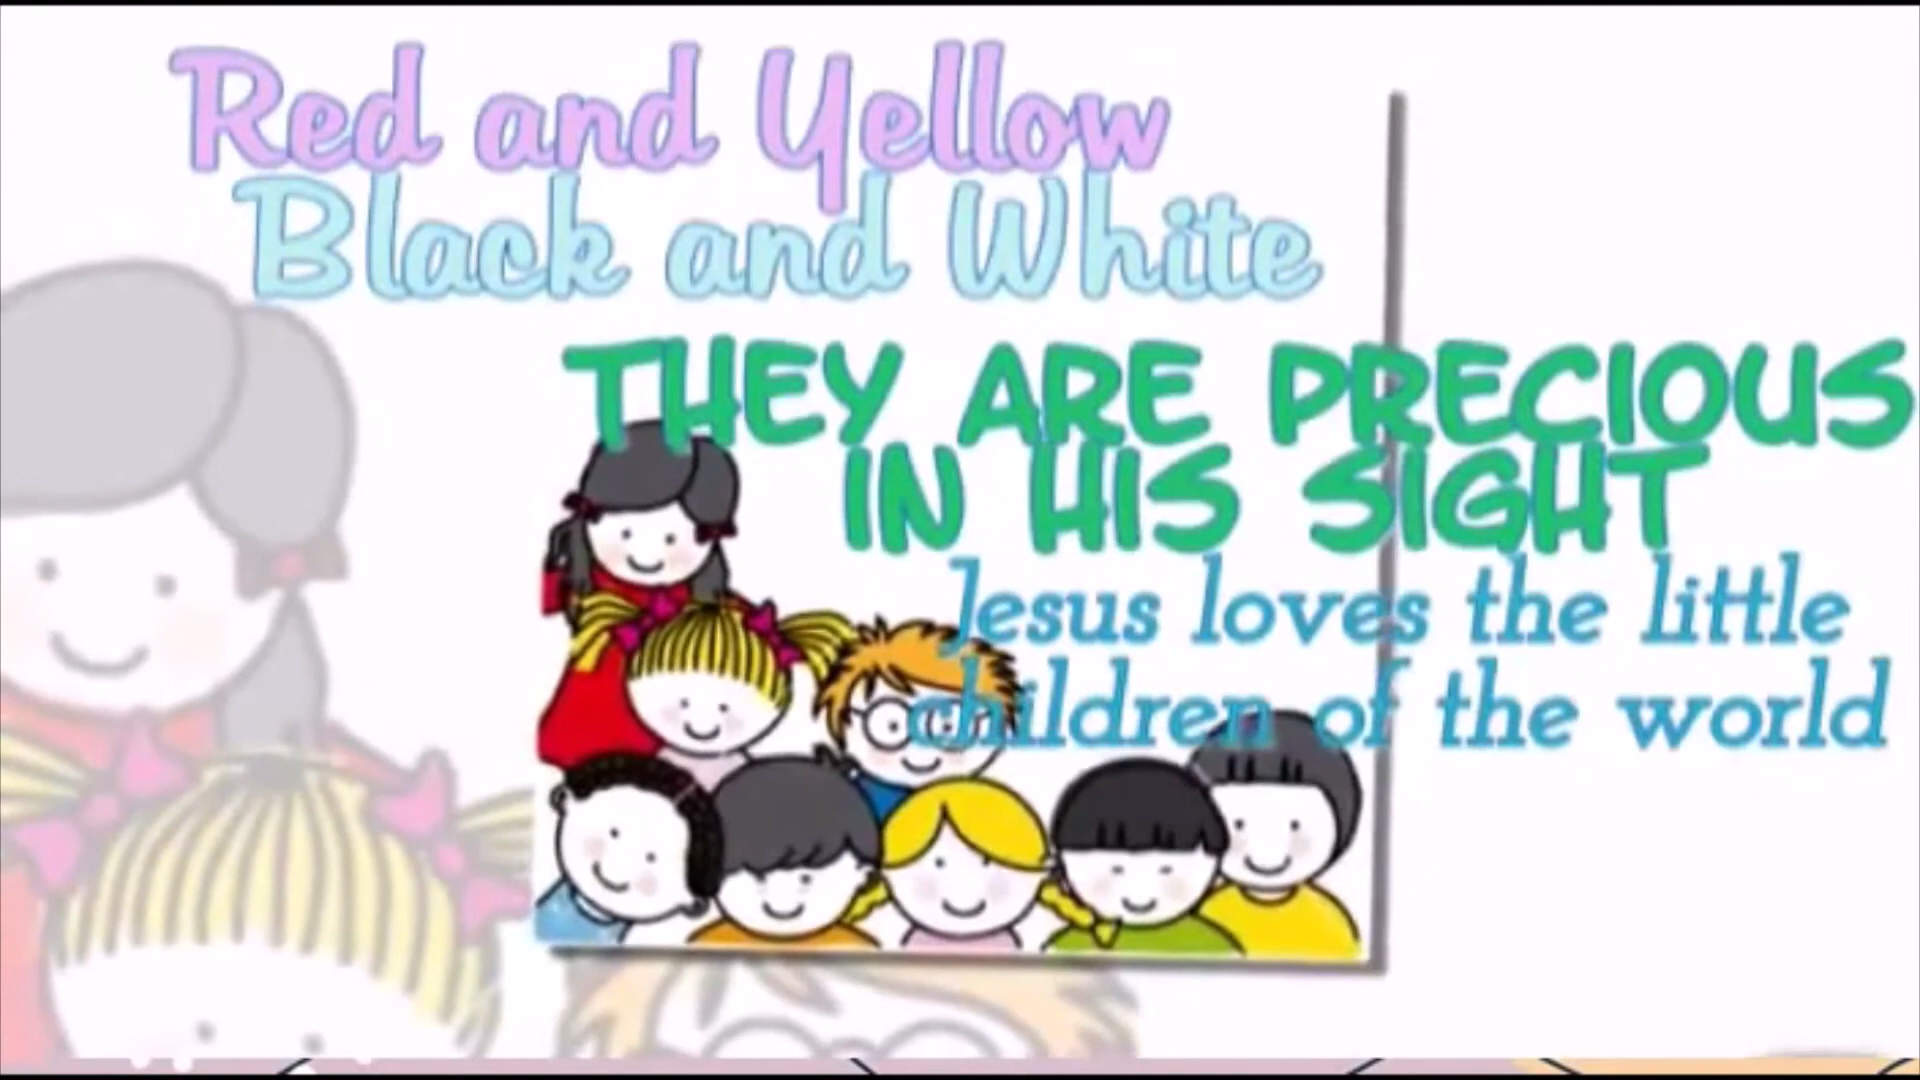 Red and Yellow
Black and White
THEY ARE PRECIOUS
IN HIS SIGHT
Jesus loves the little
children of the world